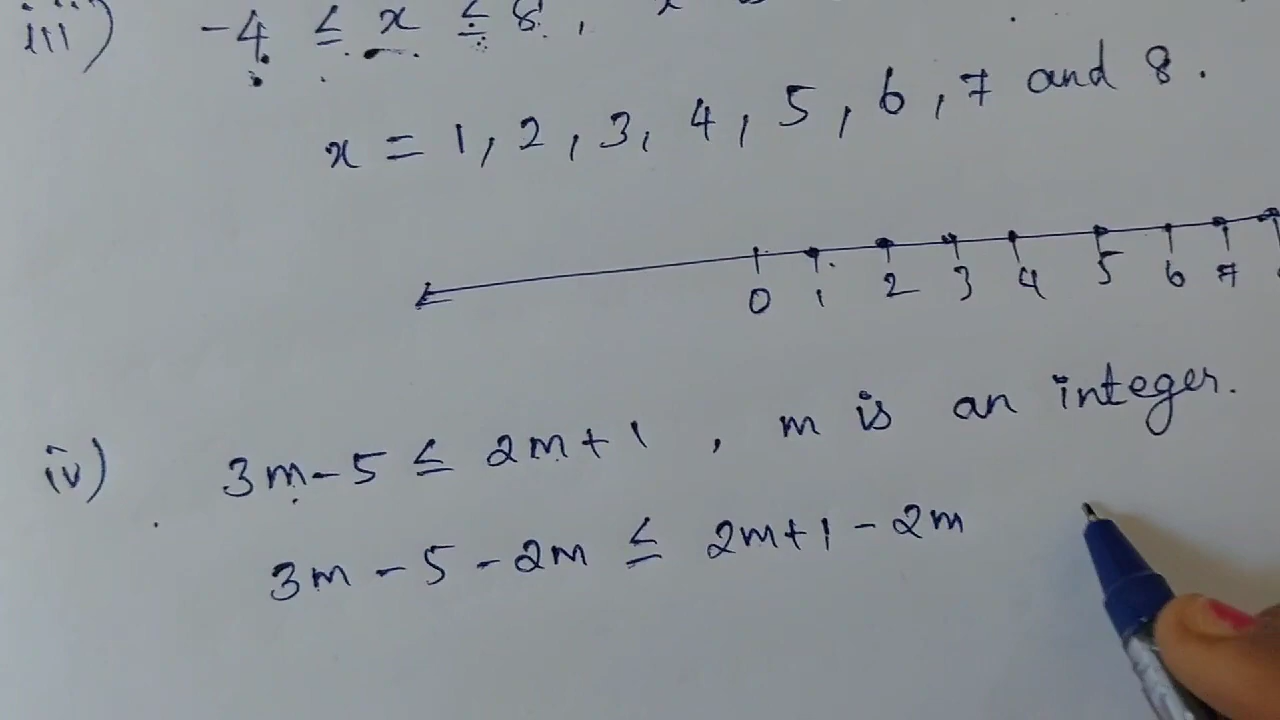 iii) -4 ≤ x ≤ 8,
x = 1, 2, 3, 4, 5, 6, 7 and 8.
0 1 2 3 4 5 6 7
iv) 3m - 5 ≤ 2m + 1, m is an integer.
3m - 5 - 2m ≤ 2m + 1 - 2m